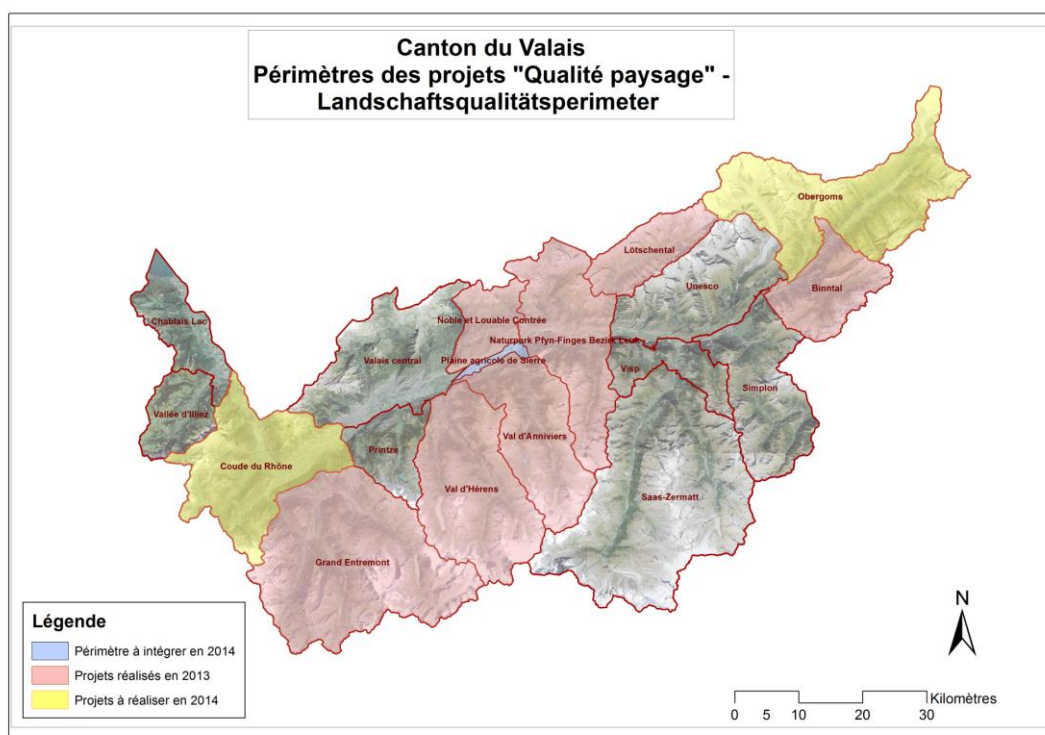 Canton du Valais
Périmètres des projets "Qualité paysage" -
Landschaftsqualitätsperimeter
Obergoms
Lötschental
Unesco
Binntal
Chablais Lac
Noble et Louable Contrée
Naturpark Pfyn-Finges Bezirk Leuk
Plaine agricole de Sierre
Valais central
Visp
Simplon
Vallée d'Illiez
Val d'Anniviers
Printze
Coude du Rhône
Val d'Hérens
Saas-Zermatt
Grand Entremont
Légende
Périmètre à intégrer en 2014
Projets réalisés en 2013
Projets à réaliser en 2014
N
Kilomètres
0 5 10 20 30